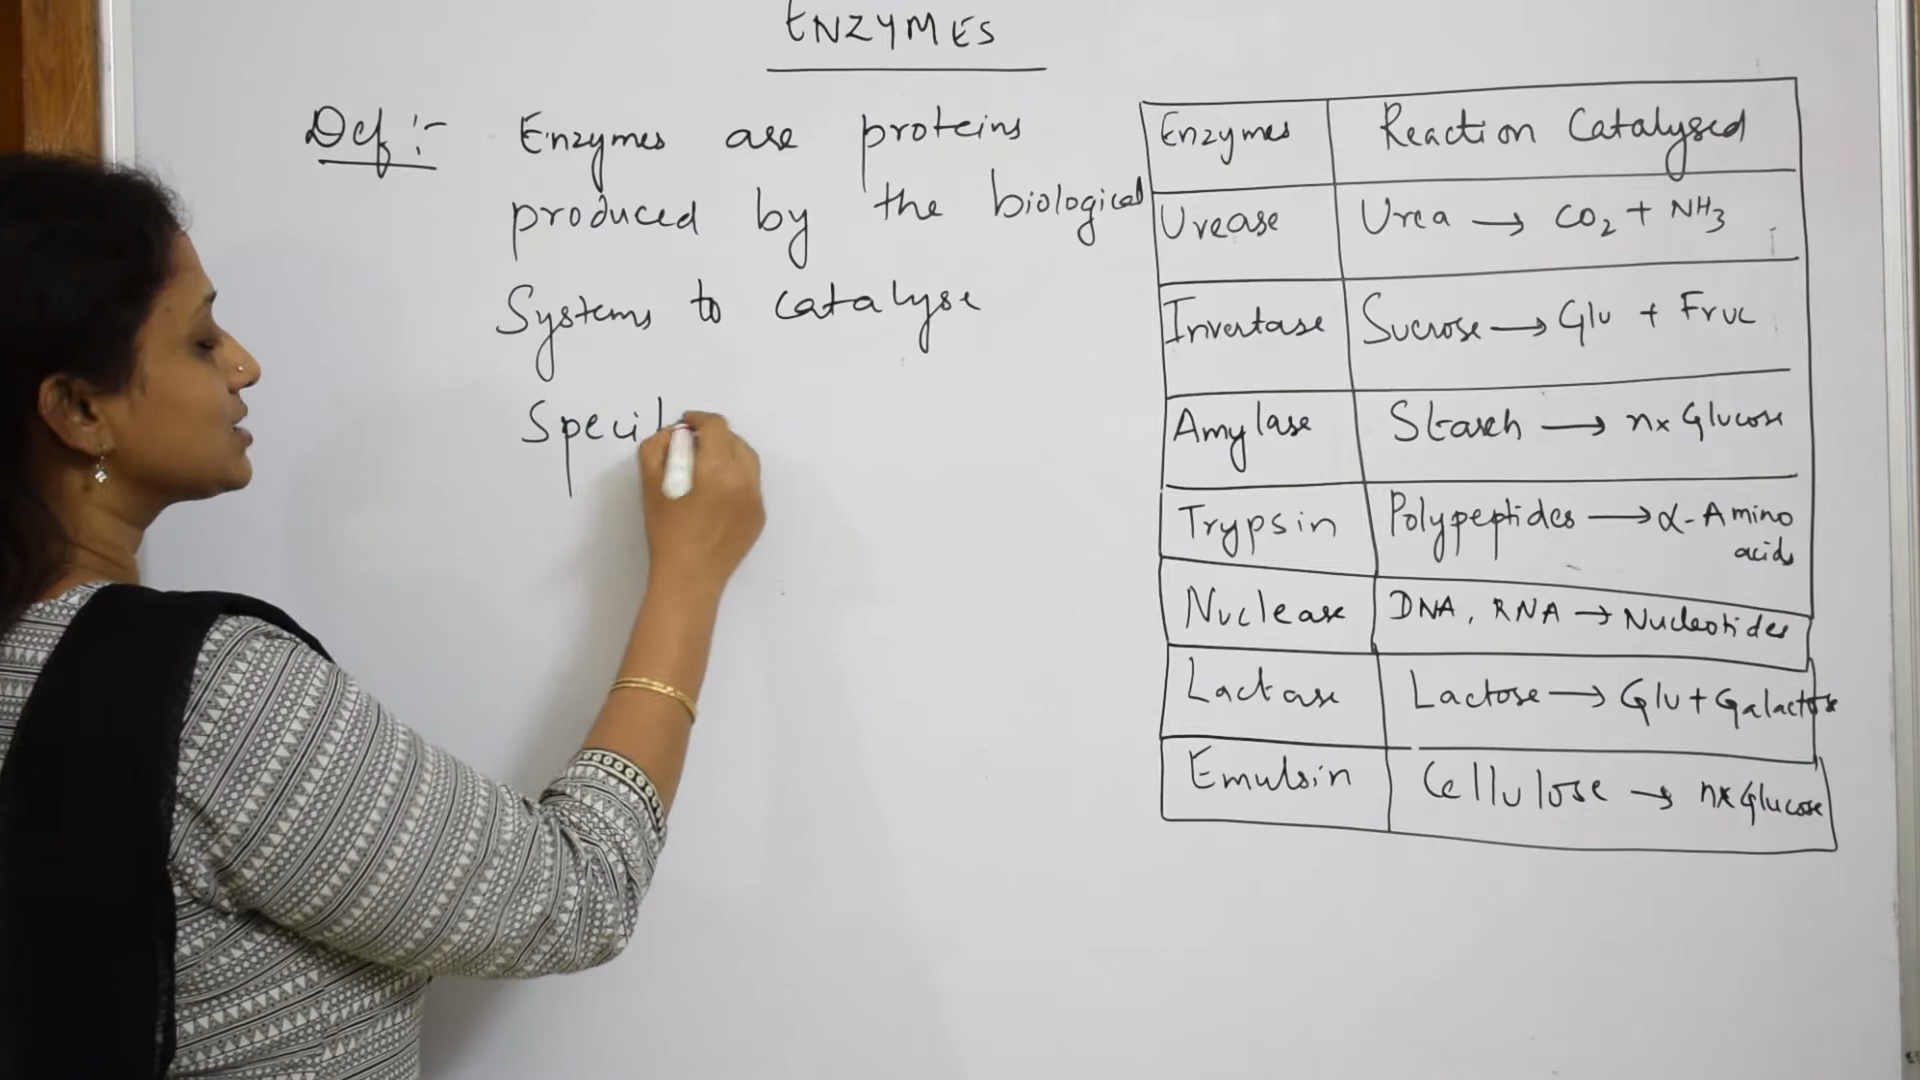 ENZYMES
Def :- Enzymes are proteins
produced by the biological
Systems to catalyse
Enzymes Reaction Catalysed
Urease Urea → CO₂ + NH₃
Invertase Sucrose → Glu + Fruc
Amylase Starch → nx Glucose
Trypsin Polypeptides → α-Amino
acids
Nuclease DNA, RNA → Nucleotides
Lactase Lactose → Glu + Galactose
Emulsin Cellulose → nx Glucose